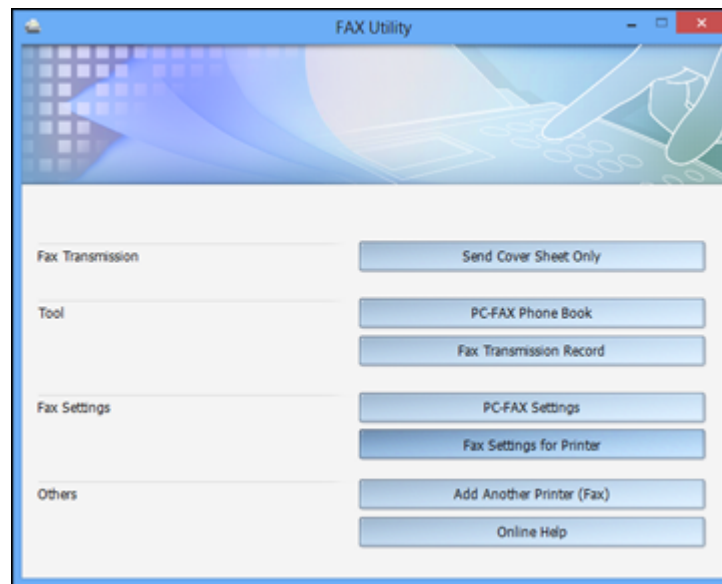 FAX Utility
Fax Transmission
Send Cover Sheet Only
Tool
PC-FAX Phone Book
Fax Transmission Record
Fax Settings
PC-FAX Settings
Fax Settings for Printer
Others
Add Another Printer (Fax)
Online Help